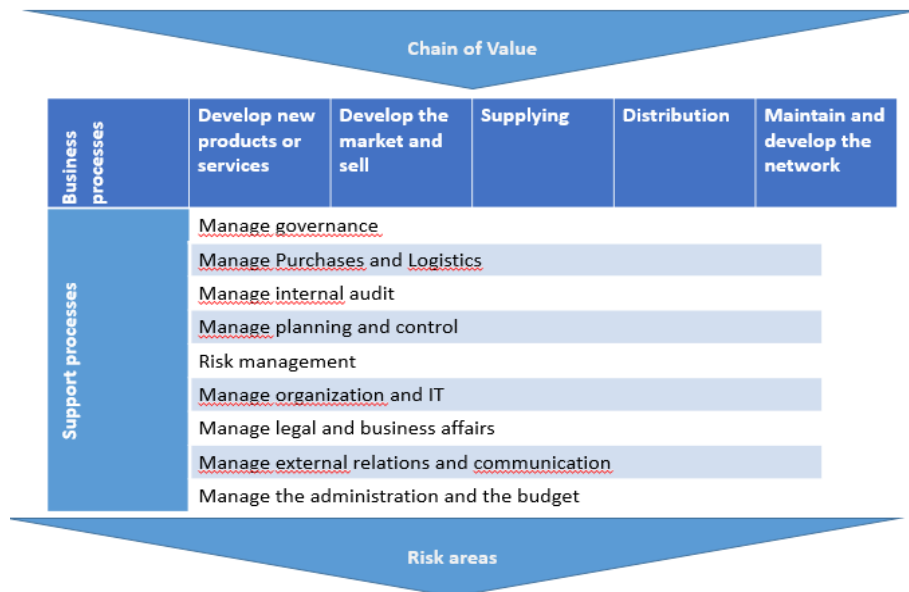 Chain of Value
Business
processes
Develop new
products or
services
Develop the
market and
sell
Supplying
Distribution
Maintain and
develop the
network
Support processes
Manage governance
Manage Purchases and Logistics
Manage internal audit
Manage planning and control
Risk management
Manage organization and IT
Manage legal and business affairs
Manage external relations and communication
Manage the administration and the budget
Risk areas